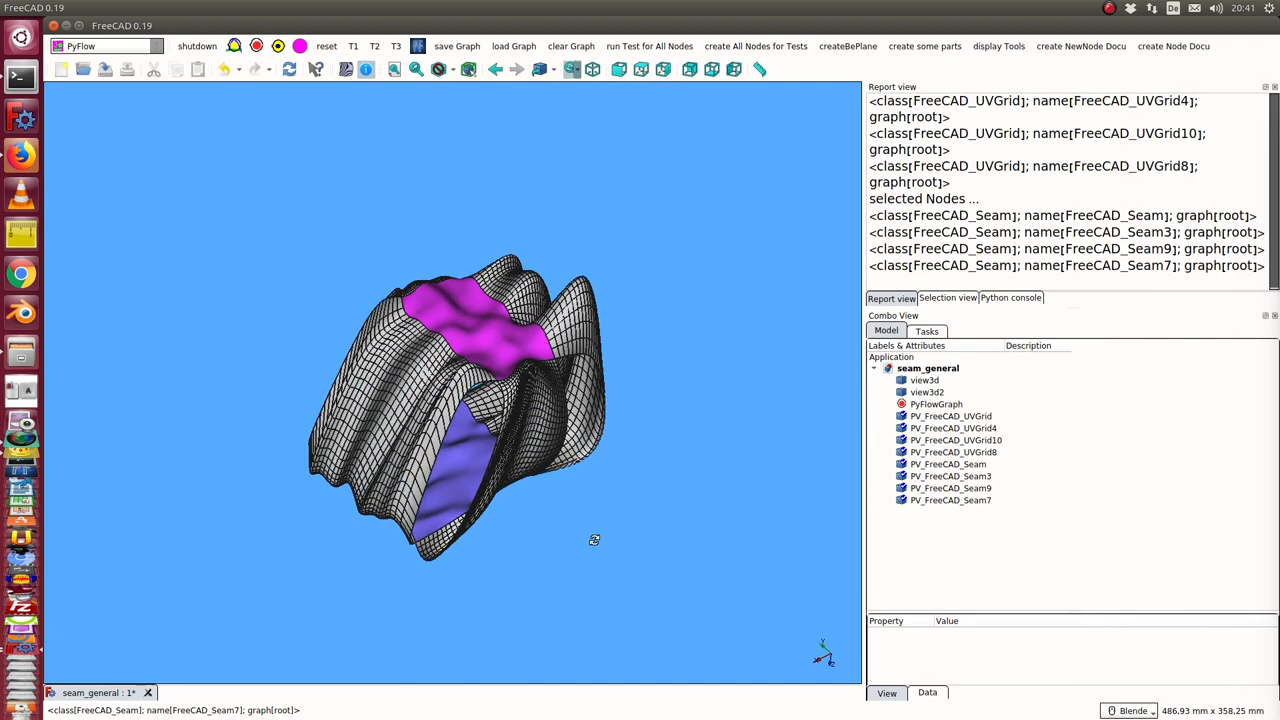 FreeCAD 0.19
De
20:41
FreeCAD 0.19
PyFlow
shutdown
reset
T1
T2
T3
save Graph
load Graph
clear Graph
run Test for All Nodes
create All Nodes for Tests
createBePlane
create some parts
display Tools
create NewNode Docu
create Node Docu
Report view
<class[FreeCAD_UVGrid]; name[FreeCAD_UVGrid4];
graph[root]>
<class[FreeCAD_UVGrid]; name[FreeCAD_UVGrid10];
graph[root]>
<class[FreeCAD_UVGrid]; name[FreeCAD_UVGrid8];
graph[root]>
selected Nodes ...
<class[FreeCAD_Seam]; name[FreeCAD_Seam]; graph[root]>
<class[FreeCAD_Seam]; name[FreeCAD_Seam3]; graph[root]>
<class[FreeCAD_Seam]; name[FreeCAD_Seam9]; graph[root]>
<class[FreeCAD_Seam]; name[FreeCAD_Seam7]; graph[root]>
Report view
Selection view
Python console
Combo View
Model
Tasks
Labels & Attributes
Description
Application
seam_general
view3d
view3d2
PyFlowGraph
PV_FreeCAD_UVGrid
PV_FreeCAD_UVGrid4
PV_FreeCAD_UVGrid10
PV_FreeCAD_UVGrid8
PV_FreeCAD_Seam
PV_FreeCAD_Seam3
PV_FreeCAD_Seam9
PV_FreeCAD_Seam7
Property
Value
View
Data
seam_general : 1*
<class[FreeCAD_Seam]; name[FreeCAD_Seam7]; graph[root]>
Blende
486,93 mm x 358,25 mm